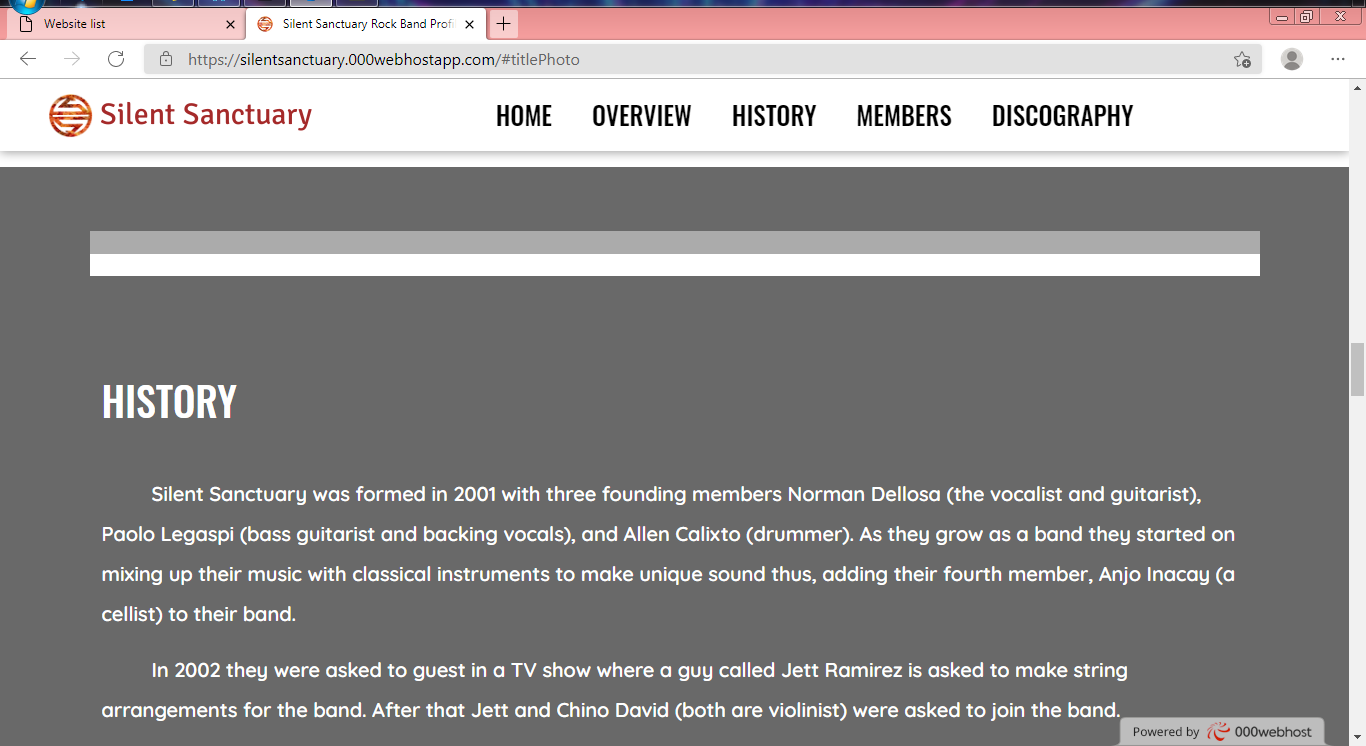 Website list
Silent Sanctuary Rock Band Profi
https://silentsanctuary.000webhostapp.com/#titlePhoto
Silent Sanctuary
HOME OVERVIEW HISTORY MEMBERS DISCOGRAPHY
HISTORY
Silent Sanctuary was formed in 2001 with three founding members Norman Dellosa (the vocalist and guitarist),
Paolo Legaspi (bass guitarist and backing vocals), and Allen Calixto (drummer). As they grow as a band they started on
mixing up their music with classical instruments to make unique sound thus, adding their fourth member, Anjo Inacay (a
cellist) to their band.
In 2002 they were asked to guest in a TV show where a guy called Jett Ramirez is asked to make string
arrangements for the band. After that Jett and Chino David (both are violinist) were asked to join the band.
Powered by 000webhost